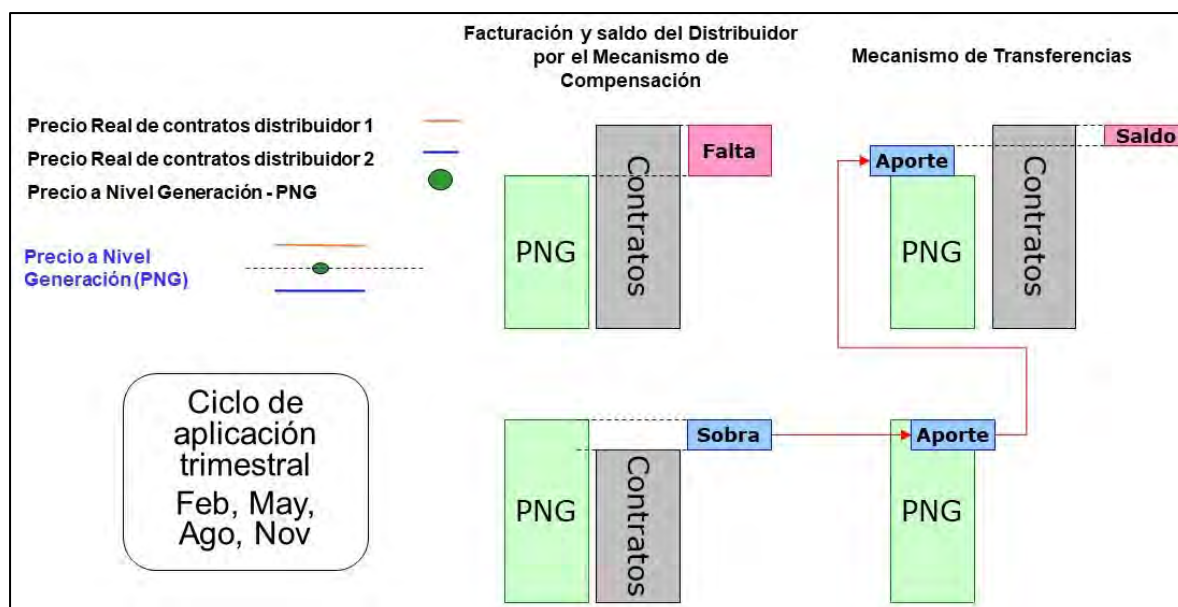 Facturación y saldo del Distribuidor
por el Mecanismo de
Compensación
Mecanismo de Transferencias
Precio Real de contratos distribuidor 1
Precio Real de contratos distribuidor 2
Precio a Nivel Generación - PNG
Precio a Nivel
Generación (PNG)
PNG
Contratos
Falta
Aporte
PNG
Contratos
Saldo
Ciclo de
aplicación
trimestral
Feb, May,
Ago, Nov
PNG
Contratos
Sobra
Aporte
PNG